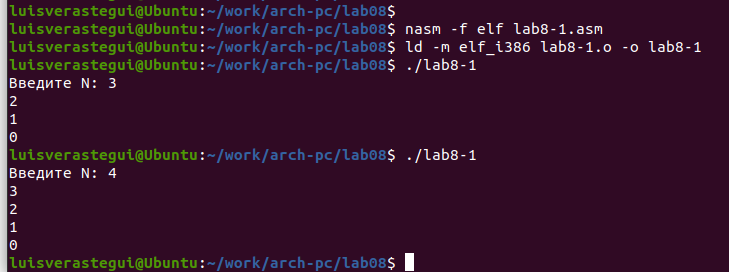 luisverastegui@Ubuntu:~/work/arch-pc/lab08$
luisverastegui@Ubuntu:~/work/arch-pc/lab08$ nasm -f elf lab8-1.asm
luisverastegui@Ubuntu:~/work/arch-pc/lab08$ ld -m elf_i386 lab8-1.o -o lab8-1
luisverastegui@Ubuntu:~/work/arch-pc/lab08$ ./lab8-1
Введите N: 3
2
1
0
luisverastegui@Ubuntu:~/work/arch-pc/lab08$ ./lab8-1
Введите N: 4
3
2
1
0
luisverastegui@Ubuntu:~/work/arch-pc/lab08$